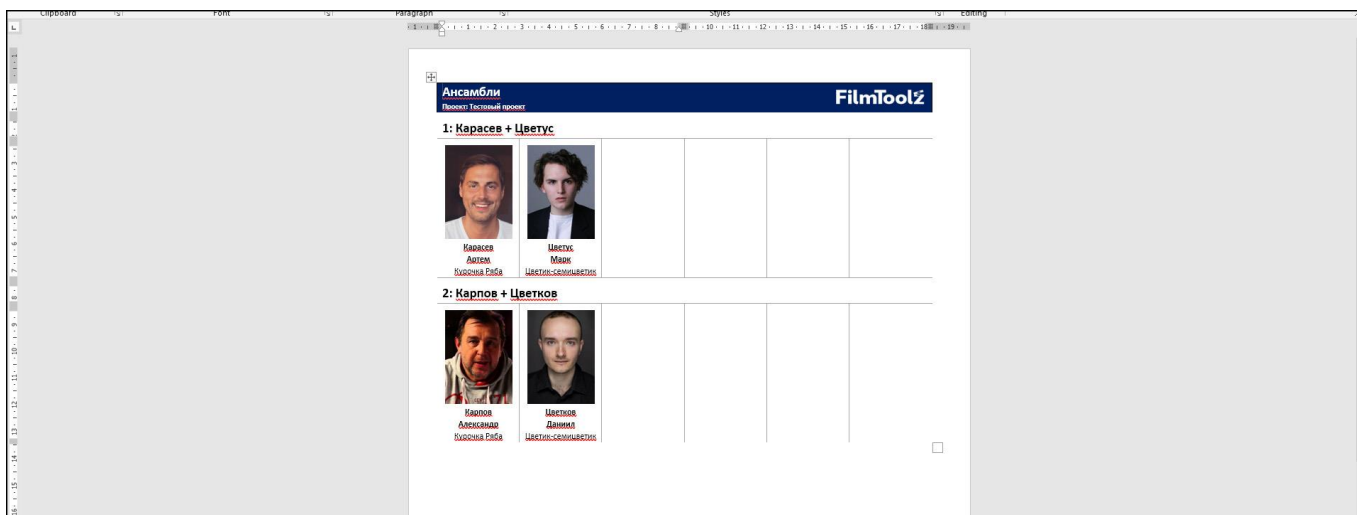 Clipboard
Font
Paragraph
Styles
Editing
Ансамбли
Проект: Тестовый проект
FilmToolz
1: Карасев + Цветус
Карасев
Артем
Курочка Ряба
Цветус
Марк
Цветик-семицветик
2: Карпов + Цветков
Карпов
Александр
Курочка Ряба
Цветков
Даниил
Цветик-семицветик